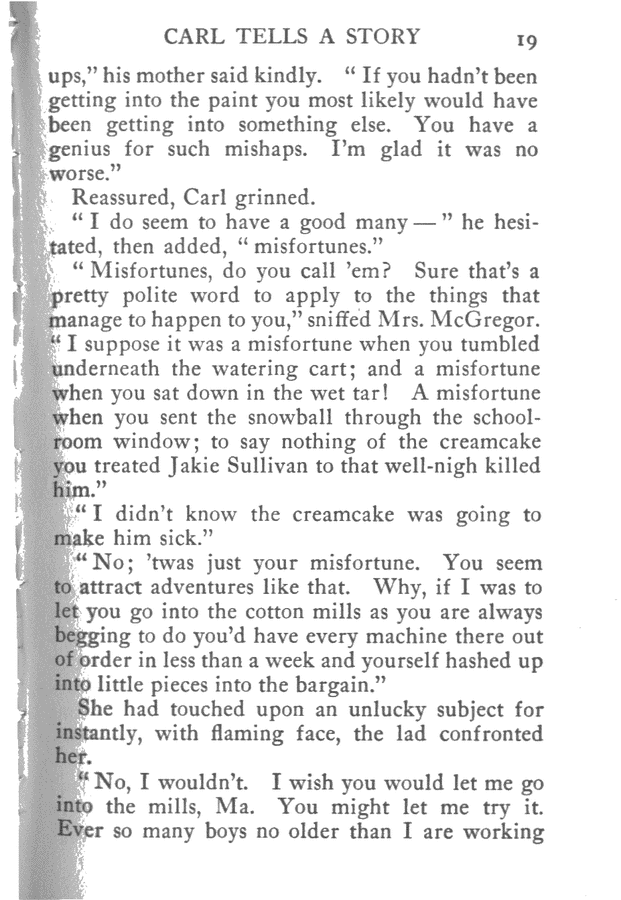 CARL TELLS A STORY 19
ups,” his mother said kindly. “ If you hadn’t been
getting into the paint you most likely would have
been getting into something else. You have a
genius for such mishaps. I’m glad it was no
worse.”
Reassured, Carl grinned.
“ I do seem to have a good many — ” he hesi-
tated, then added, “ misfortunes.”
“ Misfortunes, do you call ’em? Sure that’s a
pretty polite word to apply to the things that
manage to happen to you,” sniffed Mrs. McGregor.
“ I suppose it was a misfortune when you tumbled
underneath the watering cart; and a misfortune
when you sat down in the wet tar! A misfortune
when you sent the snowball through the school-
room window; to say nothing of the creamcake
you treated Jakie Sullivan to that well-nigh killed
him.”
“ I didn’t know the creamcake was going to
make him sick.”
“ No; ’twas just your misfortune. You seem
to attract adventures like that. Why, if I was to
let you go into the cotton mills as you are always
begging to do you’d have every machine there out
of order in less than a week and yourself hashed up
into little pieces into the bargain.”
She had touched upon an unlucky subject for
instantly, with flaming face, the lad confronted
her.
“ No, I wouldn’t. I wish you would let me go
into the mills, Ma. You might let me try it.
Ever so many boys no older than I are working